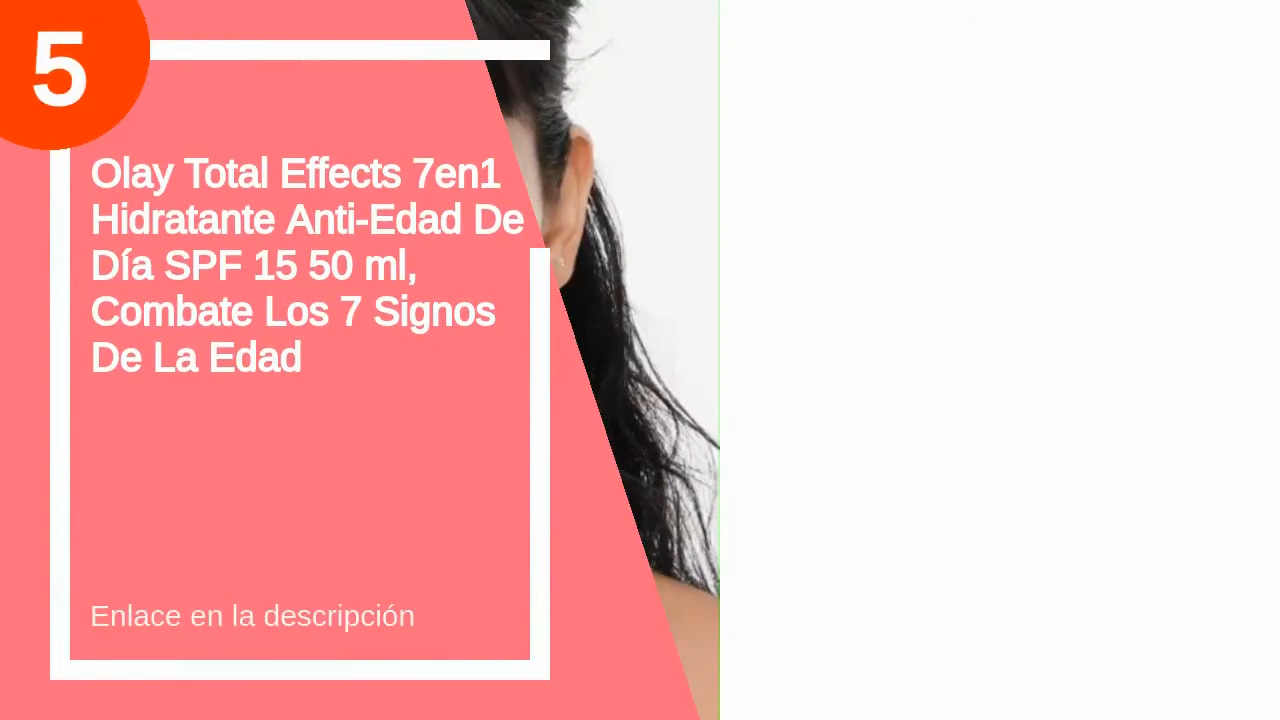 5
Olay Total Effects 7en1
Hidratante Anti-Edad De
Día SPF 15 50 ml,
Combate Los 7 Signos
De La Edad
Enlace en la descripción